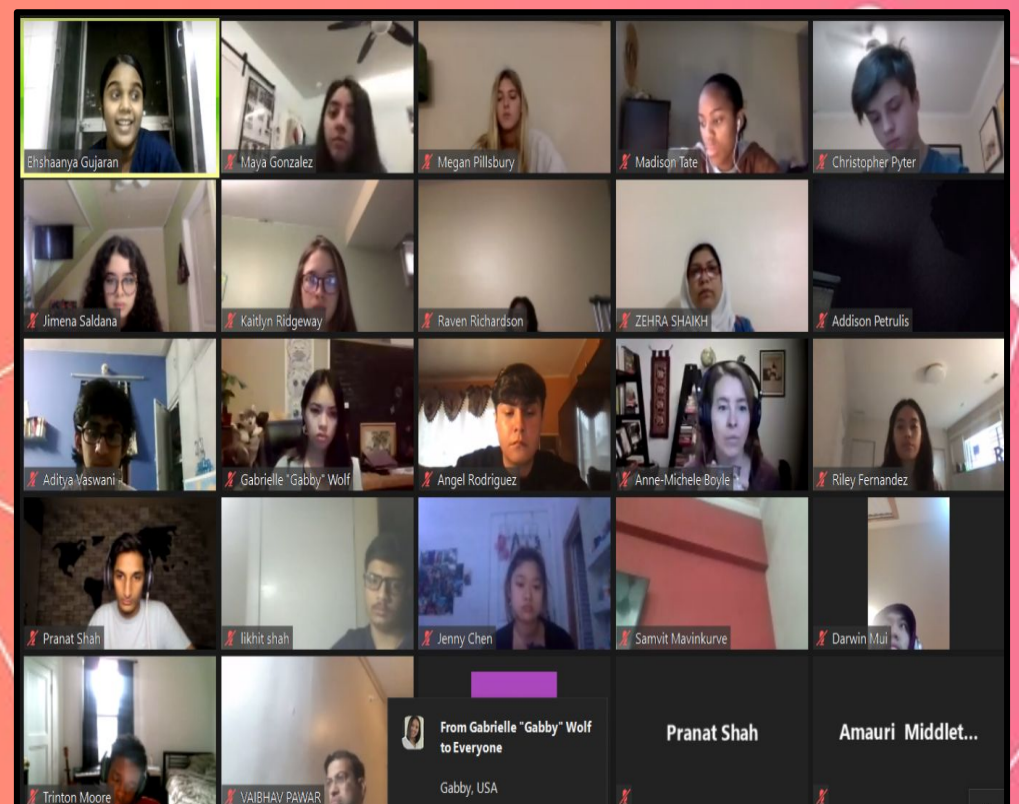 Ehshaanya Gujaran
Maya Gonzalez
Megan Pillsbury
Madison Tate
Christopher Pyter
Jimena Saldana
Kaitlyn Ridgeway
Raven Richardson
ZEHRA SHAIKH
Addison Petrulis
Aditya Vaswani
Gabrielle "Gabby" Wolf
Angel Rodriguez
Anne-Michele Boyle
Riley Fernandez
Pranat Shah
likhit shah
Jenny Chen
Samvit Mavinkurve
Darwin Mui
Trinton Moore
VAIBHAV PAWAR
From Gabrielle "Gabby" Wolf
to Everyone
Gabby, USA
Pranat Shah
Amauri Middlet...